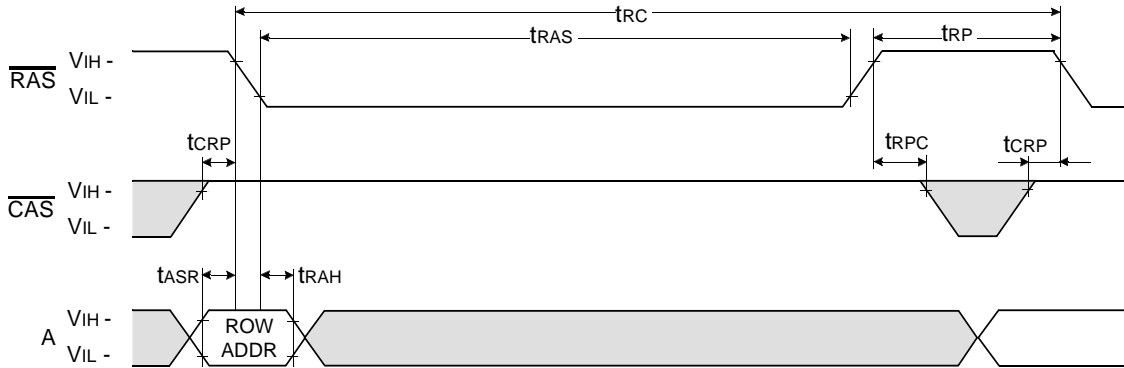 tRC
tRAS
tRP
RAS
VIH -
VIL -
tCRP
tRPC
tCRP
CAS
VIH -
VIL -
tASR
tRAH
A
VIH -
VIL -
ROW
ADDR